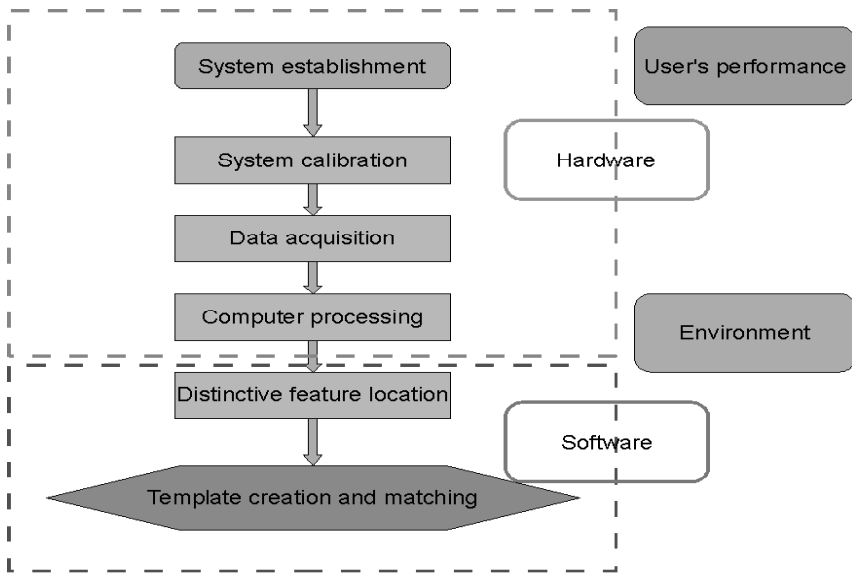 System establishment
User's performance
System calibration
Hardware
Data acquisition
Computer processing
Environment
Distinctive feature location
Software
Template creation and matching